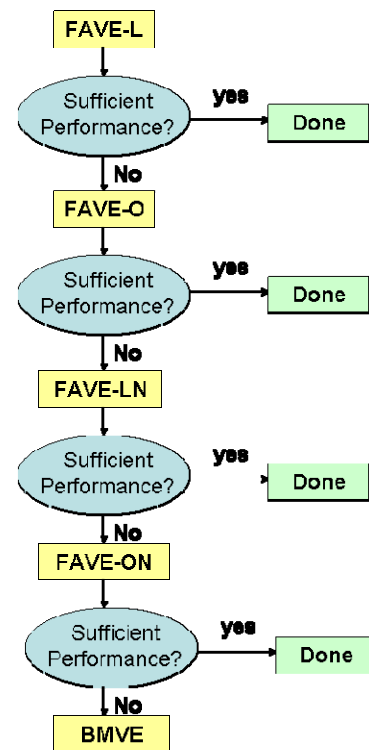 FAVE-L
Sufficient
Performance?
yes
Done
No
FAVE-O
Sufficient
Performance?
yes
Done
No
FAVE-LN
Sufficient
Performance?
yes
Done
No
FAVE-ON
Sufficient
Performance?
yes
Done
No
BMVE